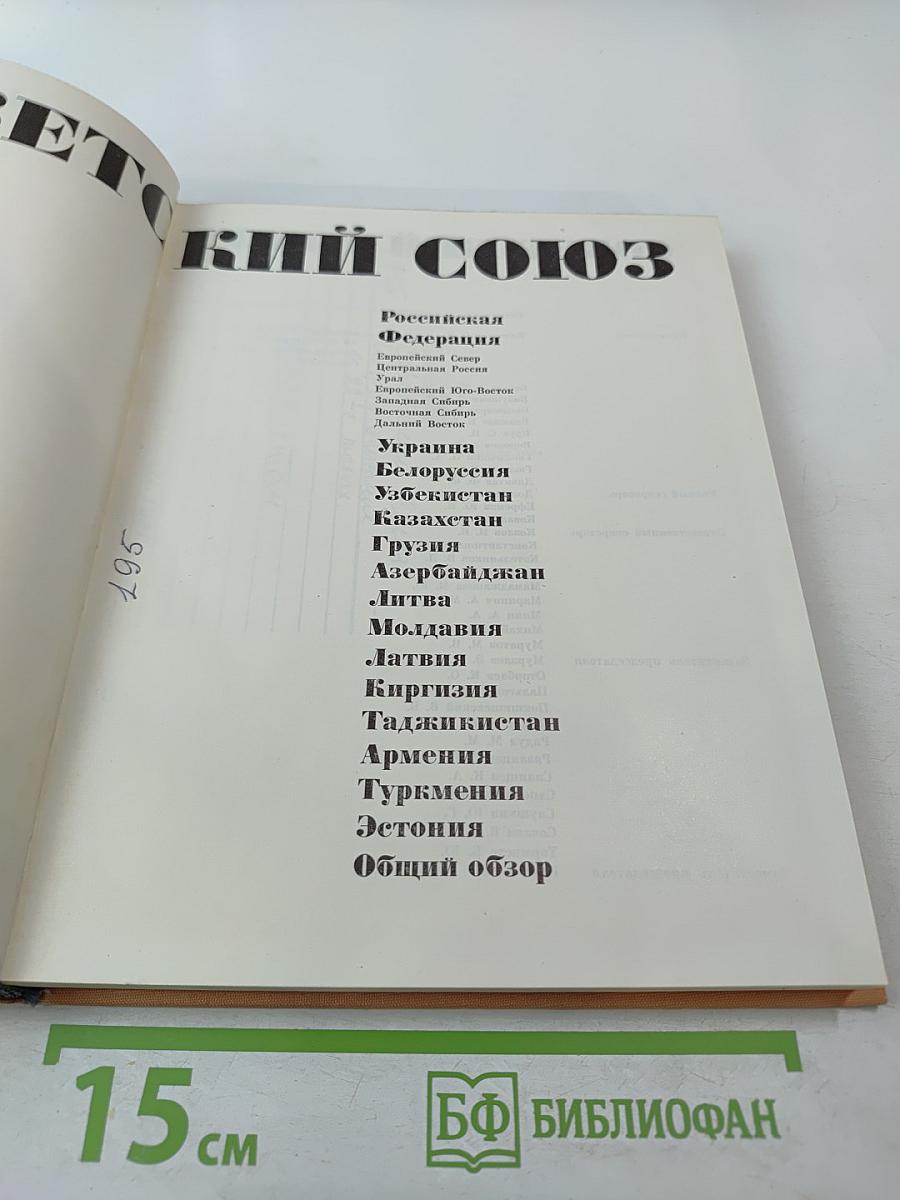 ВЕТСКИЙ СОЮЗ
Российская
Федерация
Европейский Север
Центральная Россия
Урал
Европейский Юго-Восток
Западная Сибирь
Восточная Сибирь
Дальний Восток
Украина
Белоруссия
Узбекистан
Казахстан
Грузия
Азербайджан
Литва
Молдавия
Латвия
Киргизия
Таджикистан
Армения
Туркмения
Эстония
Общий обзор
195
15 см
БФ БИБЛИОФАН